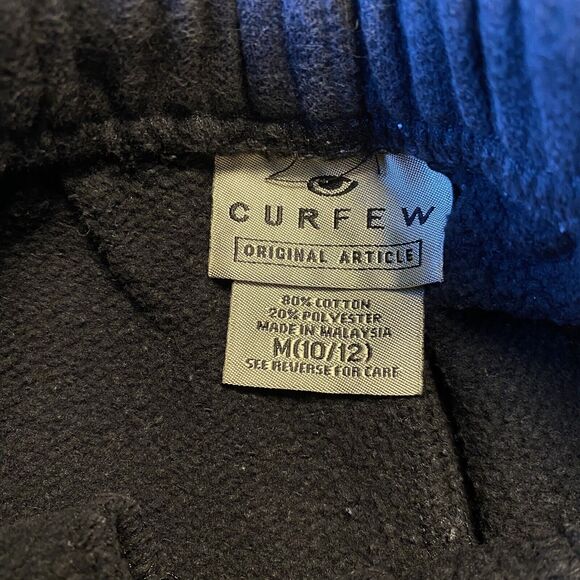 CURFEW
ORIGINAL ARTICLE
80% COTTON
20% POLYESTER
MADE IN MALAYSIA
M(10/12)
SEE REVERSE FOR CARE